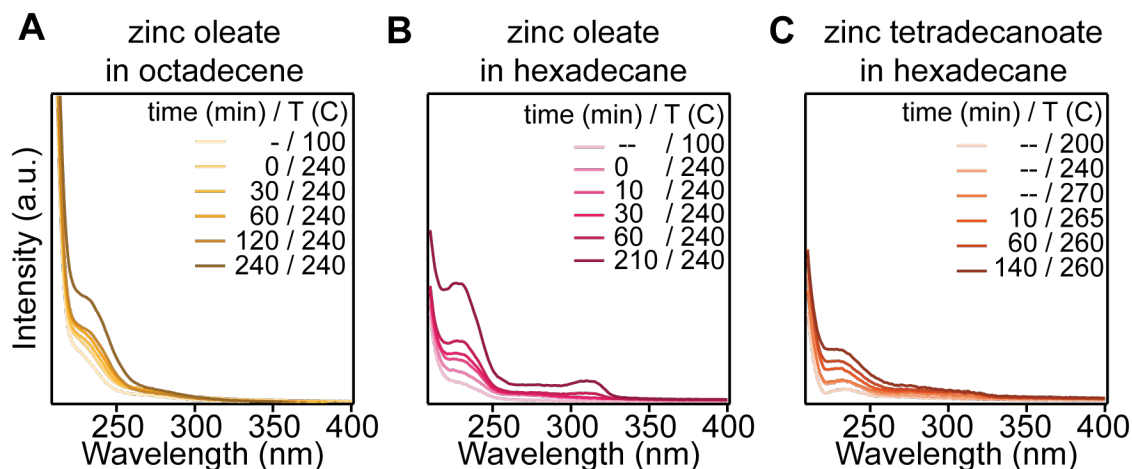 A
zinc oleate
in octadecene
time (min) / T (C)
- / 100
0 / 240
30 / 240
60 / 240
120 / 240
240 / 240
Intensity (a.u.)
250 300 350 400
Wavelength (nm)
B
zinc oleate
in hexadecane
time (min) / T (C)
-- / 100
0 / 240
10 / 240
30 / 240
60 / 240
210 / 240
250 300 350 400
Wavelength (nm)
C
zinc tetradecanoate
in hexadecane
time (min) / T (C)
-- / 200
-- / 240
-- / 270
10 / 265
60 / 260
140 / 260
250 300 350 400
Wavelength (nm)